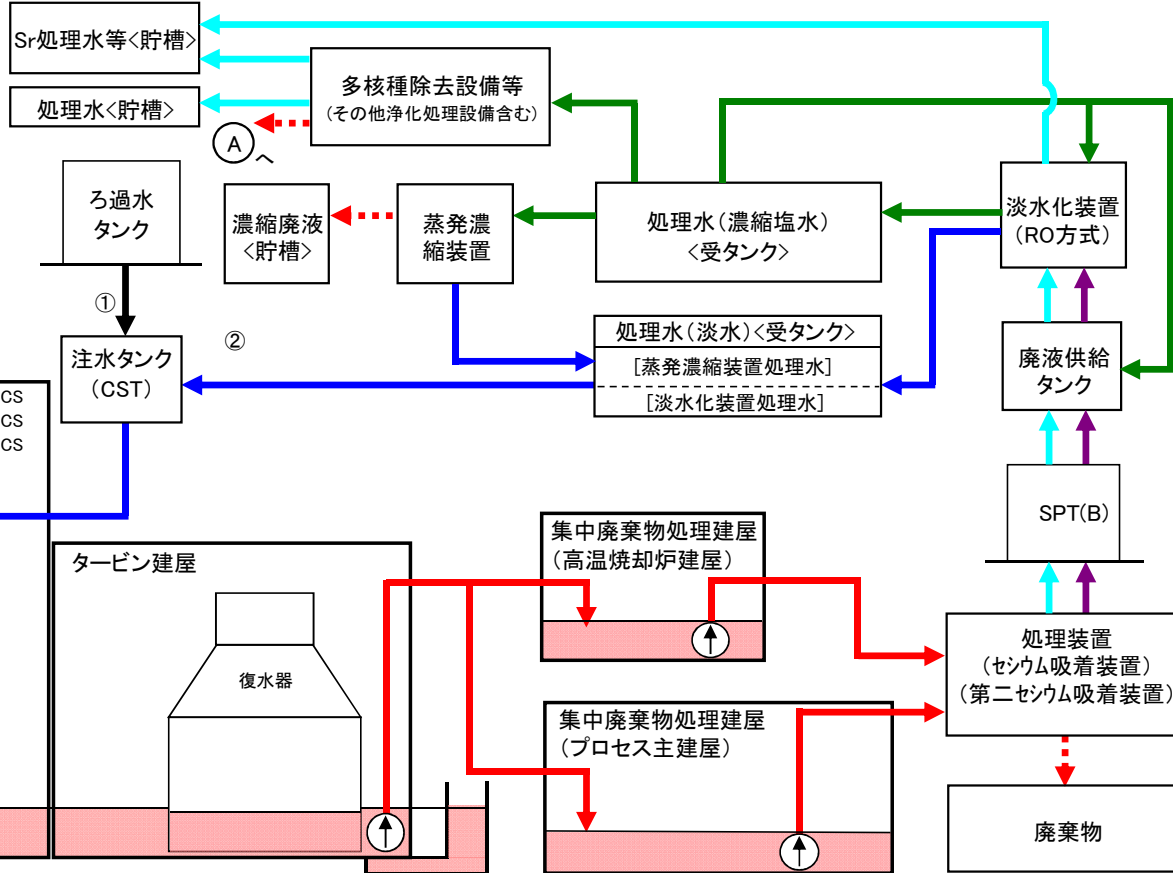 Sr処理水等<貯槽>
処理水<貯槽>
多核種除去設備等
(その他浄化処理設備含む)
A
へ
ろ過水
タンク
濃縮廃液
<貯槽>
蒸発濃
縮装置
処理水(濃縮塩水)
<受タンク>
淡水化装置
(RO方式)
①
②
注水タンク
(CST)
処理水(淡水)<受タンク>
[蒸発濃縮装置処理水]
[淡水化装置処理水]
廃液供給
タンク
CS
CS
CS
SPT(B)
タービン建屋
復水器
集中廃棄物処理建屋
(高温焼却炉建屋)
処理装置
(セシウム吸着装置)
(第二セシウム吸着装置)
集中廃棄物処理建屋
(プロセス主建屋)
廃棄物